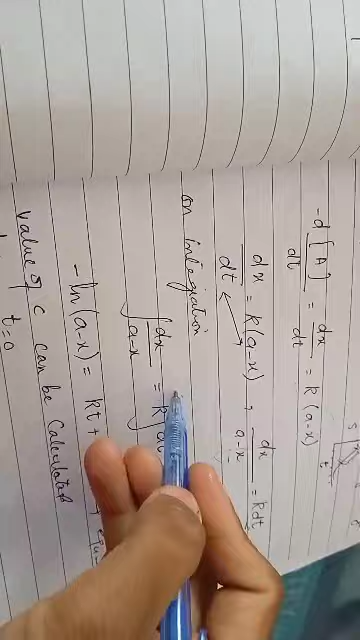 -d[A]/dt = dx/dt = k(a-x)
dx/dt = k(a-x), dx/a-x = kdt
on integration
∫dx/a-x = k∫dt
-ln(a-x) = kt +
value of c can be calculated
t=0